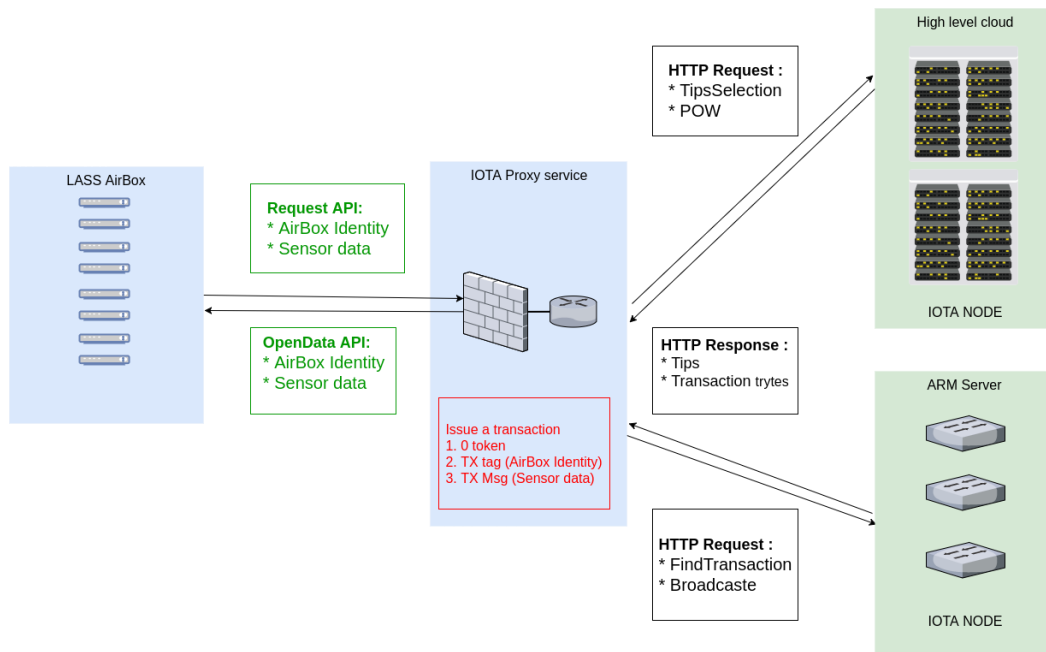 LASS AirBox
Request API:
* AirBox Identity
* Sensor data
OpenData API:
* AirBox Identity
* Sensor data
IOTA Proxy service
Issue a transaction
1. 0 token
2. TX tag (AirBox Identity)
3. TX Msg (Sensor data)
HTTP Request :
* TipsSelection
* POW
HTTP Response :
* Tips
* Transaction trytes
HTTP Request :
* FindTransaction
* Broadcaste
High level cloud
IOTA NODE
ARM Server
IOTA NODE